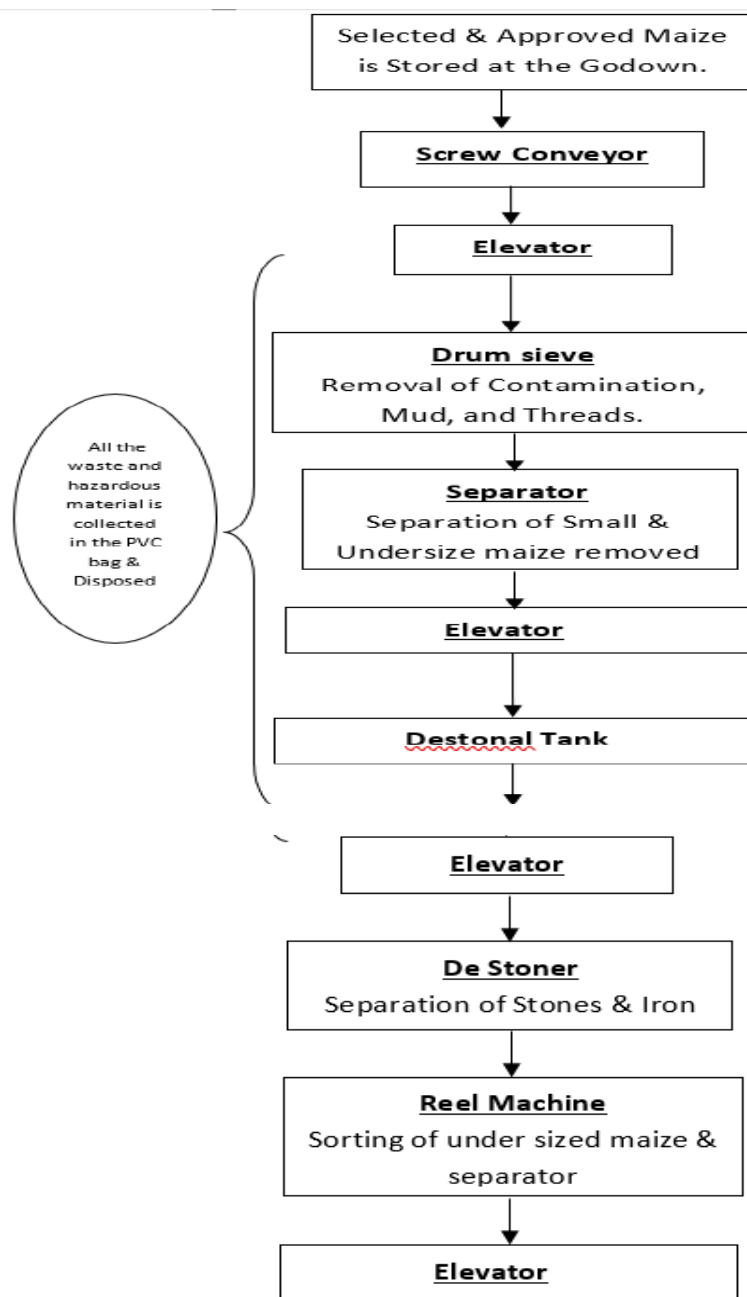 Selected & Approved Maize
is Stored at the Godown.
Screw Conveyor
Elevator
Drum sieve
Removal of Contamination,
Mud, and Threads.
All the
waste and
hazardous
material is
collected
in the PVC
bag &
Disposed
Separator
Separation of Small &
Undersize maize removed
Elevator
Destonal Tank
Elevator
De Stoner
Separation of Stones & Iron
Reel Machine
Sorting of under sized maize &
separator
Elevator